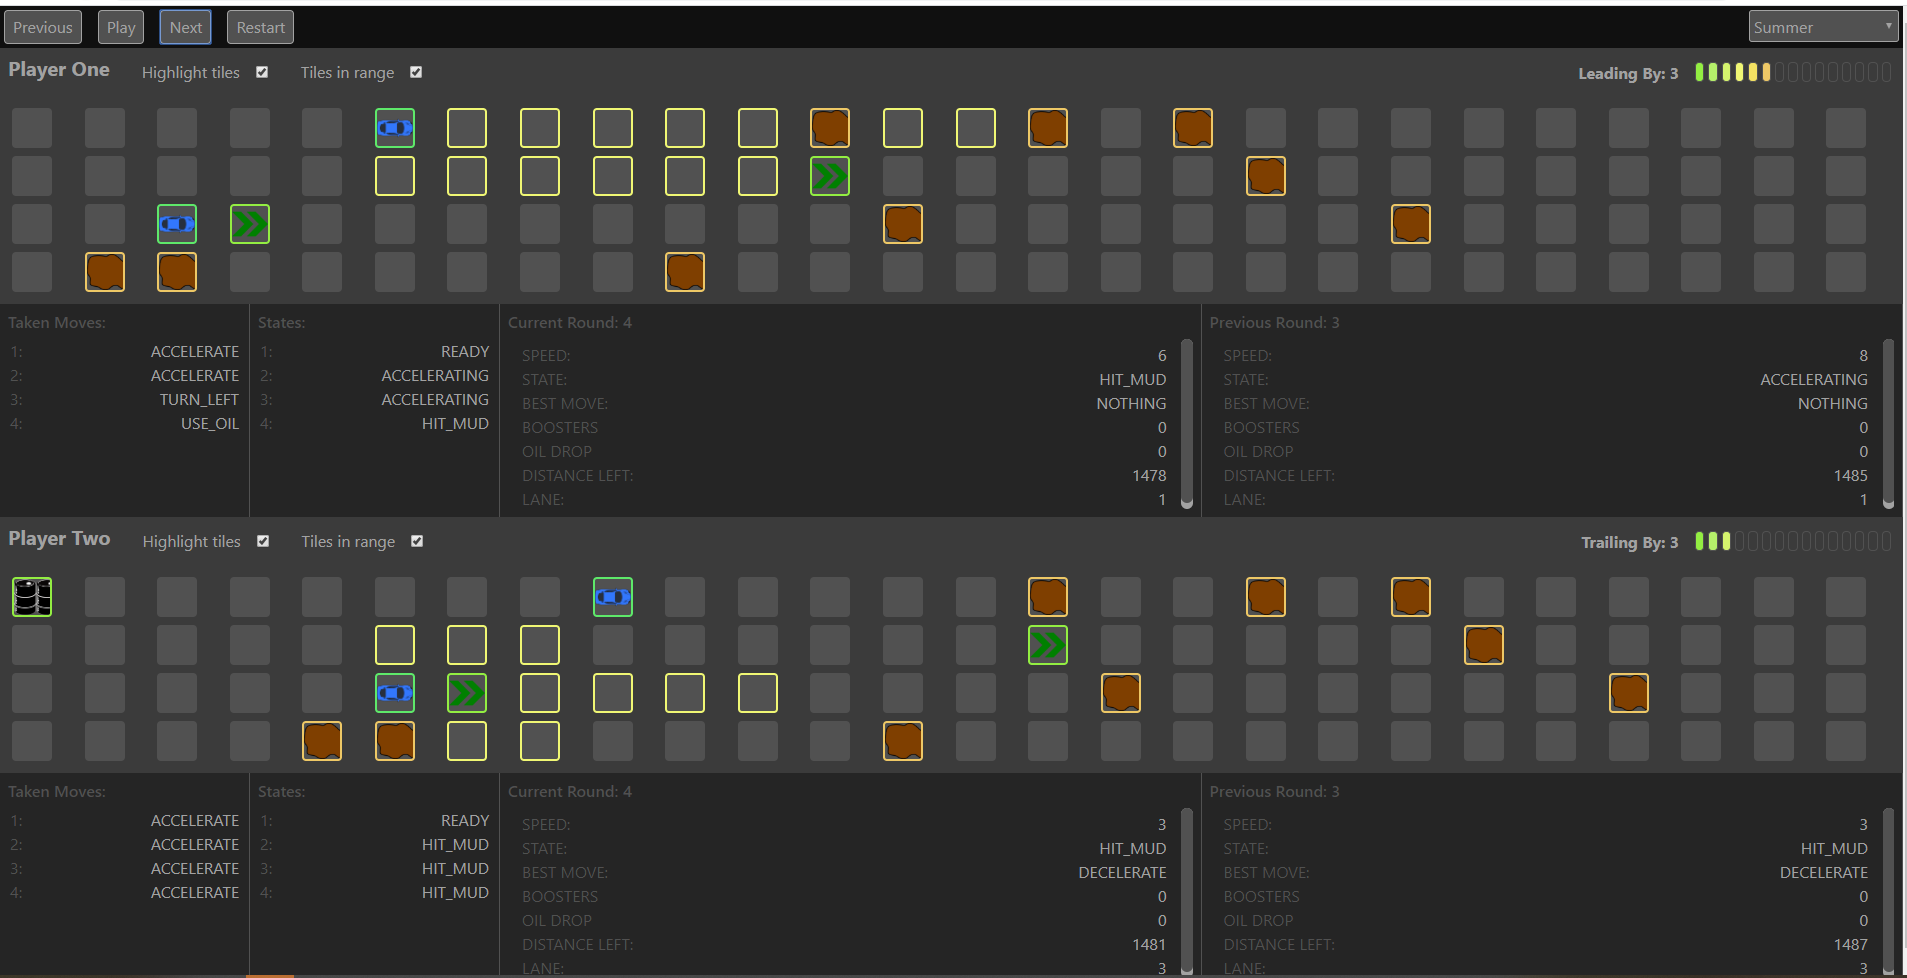 Previous Play Next Restart Summer
Player One Highlight tiles Tiles in range Leading By: 3
Taken Moves: States: Current Round: 4 Previous Round: 3
1: ACCELERATE 1: READY SPEED: 6 SPEED: 8
2: ACCELERATE 2: ACCELERATING STATE: HIT_MUD STATE: ACCELERATING
3: TURN_LEFT 3: ACCELERATING BEST MOVE: NOTHING BEST MOVE: NOTHING
4: USE_OIL 4: HIT_MUD BOOSTERS 0 BOOSTERS 0
OIL DROP 0 OIL DROP 0
DISTANCE LEFT: 1478 DISTANCE LEFT: 1485
LANE: 1 LANE: 1
Player Two Highlight tiles Tiles in range Trailing By: 3
Taken Moves: States: Current Round: 4 Previous Round: 3
1: ACCELERATE 1: READY SPEED: 3 SPEED: 3
2: ACCELERATE 2: HIT_MUD STATE: HIT_MUD STATE: HIT_MUD
3: ACCELERATE 3: HIT_MUD BEST MOVE: DECELERATE BEST MOVE: DECELERATE
4: ACCELERATE 4: HIT_MUD BOOSTERS 0 BOOSTERS 0
OIL DROP 0 OIL DROP 0
DISTANCE LEFT: 1481 DISTANCE LEFT: 1487
LANE: 3 LANE: 3